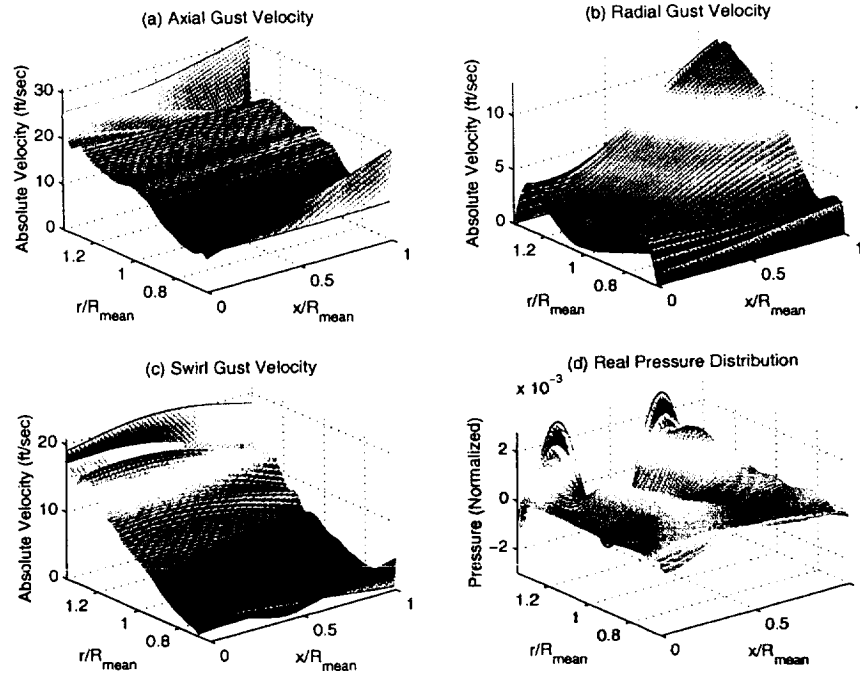 (a) Axial Gust Velocity
Absolute Velocity (ft/sec)
30
20
10
0
1.2
1
0.8
r/R_mean
0
0.5
1
x/R_mean
(b) Radial Gust Velocity
Absolute Velocity (ft/sec)
10
5
0
1.2
1
0.8
r/R_mean
0
0.5
1
x/R_mean
(c) Swirl Gust Velocity
Absolute Velocity (ft/sec)
20
10
0
1.2
1
0.8
r/R_mean
0
0.5
1
x/R_mean
(d) Real Pressure Distribution
x 10⁻³
Pressure (Normalized)
2
0
−2
1.2
1
0.8
r/R_mean
0
0.5
1
x/R_mean